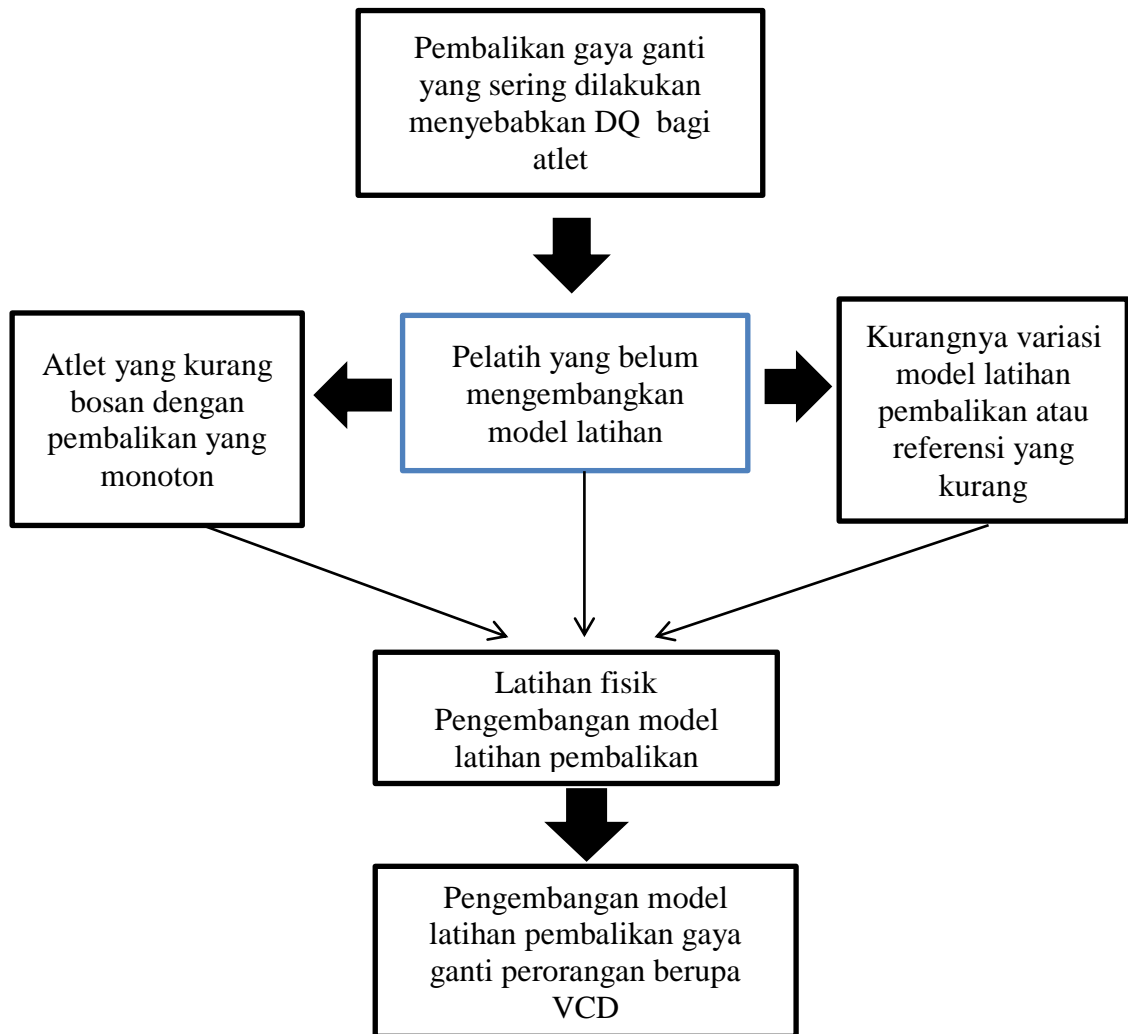 Pembalikan gaya ganti
yang sering dilakukan
menyebabkan DQ bagi
atlet
Atlet yang kurang
bosan dengan
pembalikan yang
monoton
Pelatih yang belum
mengembangkan
model latihan
Kurangnya variasi
model latihan
pembalikan atau
referensi yang
kurang
Latihan fisik
Pengembangan model
latihan pembalikan
Pengembangan model
latihan pembalikan gaya
ganti perorangan berupa
VCD